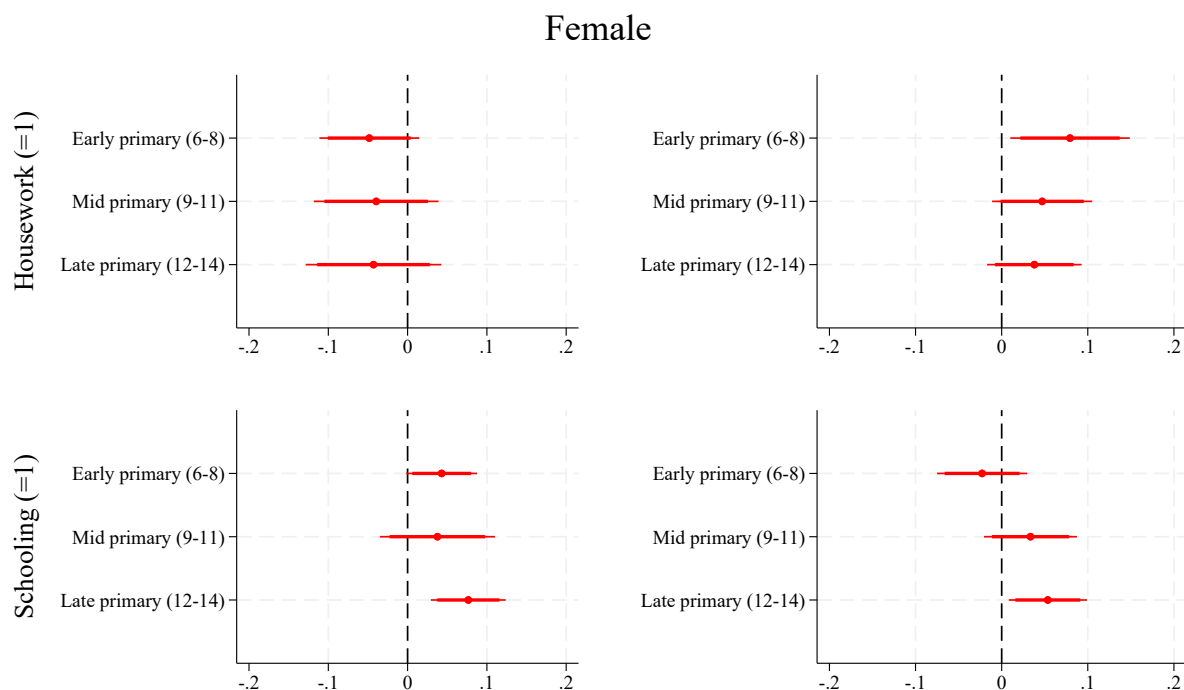 Female
Housework (=1)
Early primary (6-8)
Mid primary (9-11)
Late primary (12-14)
-.2 -.1 0 .1 .2
Early primary (6-8)
Mid primary (9-11)
Late primary (12-14)
-.2 -.1 0 .1 .2
Schooling (=1)
Early primary (6-8)
Mid primary (9-11)
Late primary (12-14)
-.2 -.1 0 .1 .2
Early primary (6-8)
Mid primary (9-11)
Late primary (12-14)
-.2 -.1 0 .1 .2